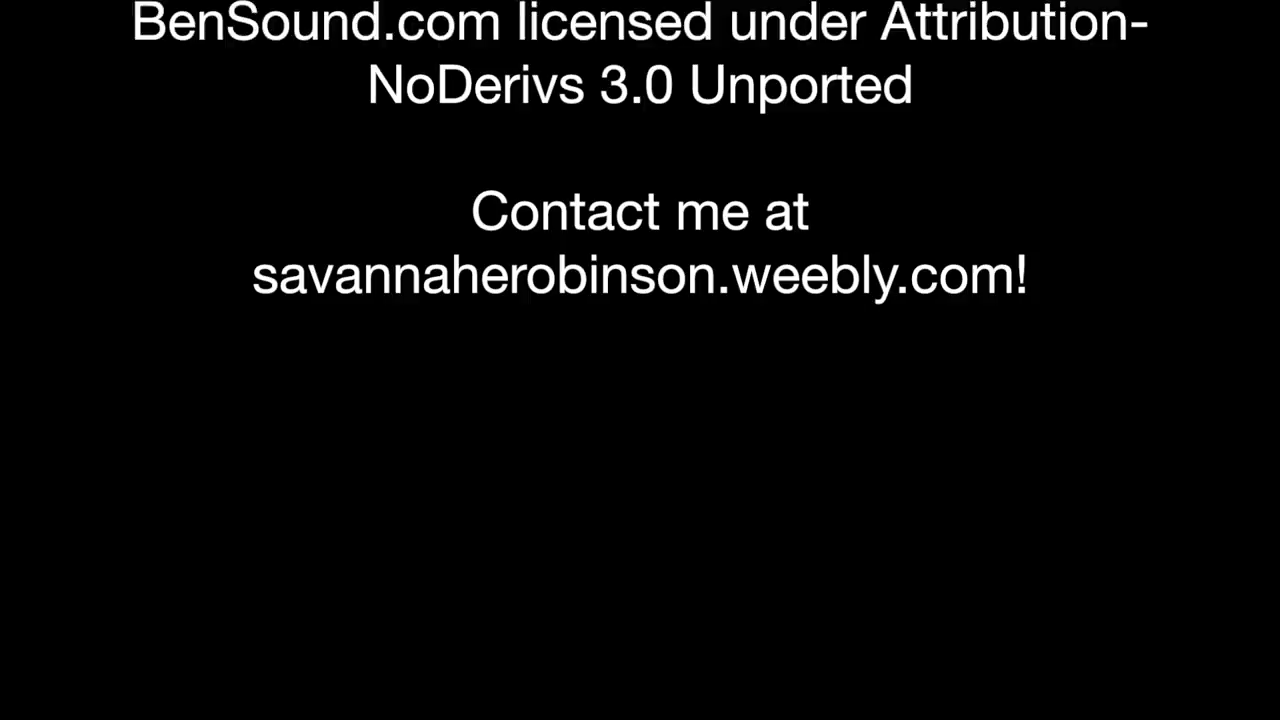 BenSound.com licensed under Attribution-
NoDerivs 3.0 Unported
Contact me at
savannaherobinson.weebly.com!